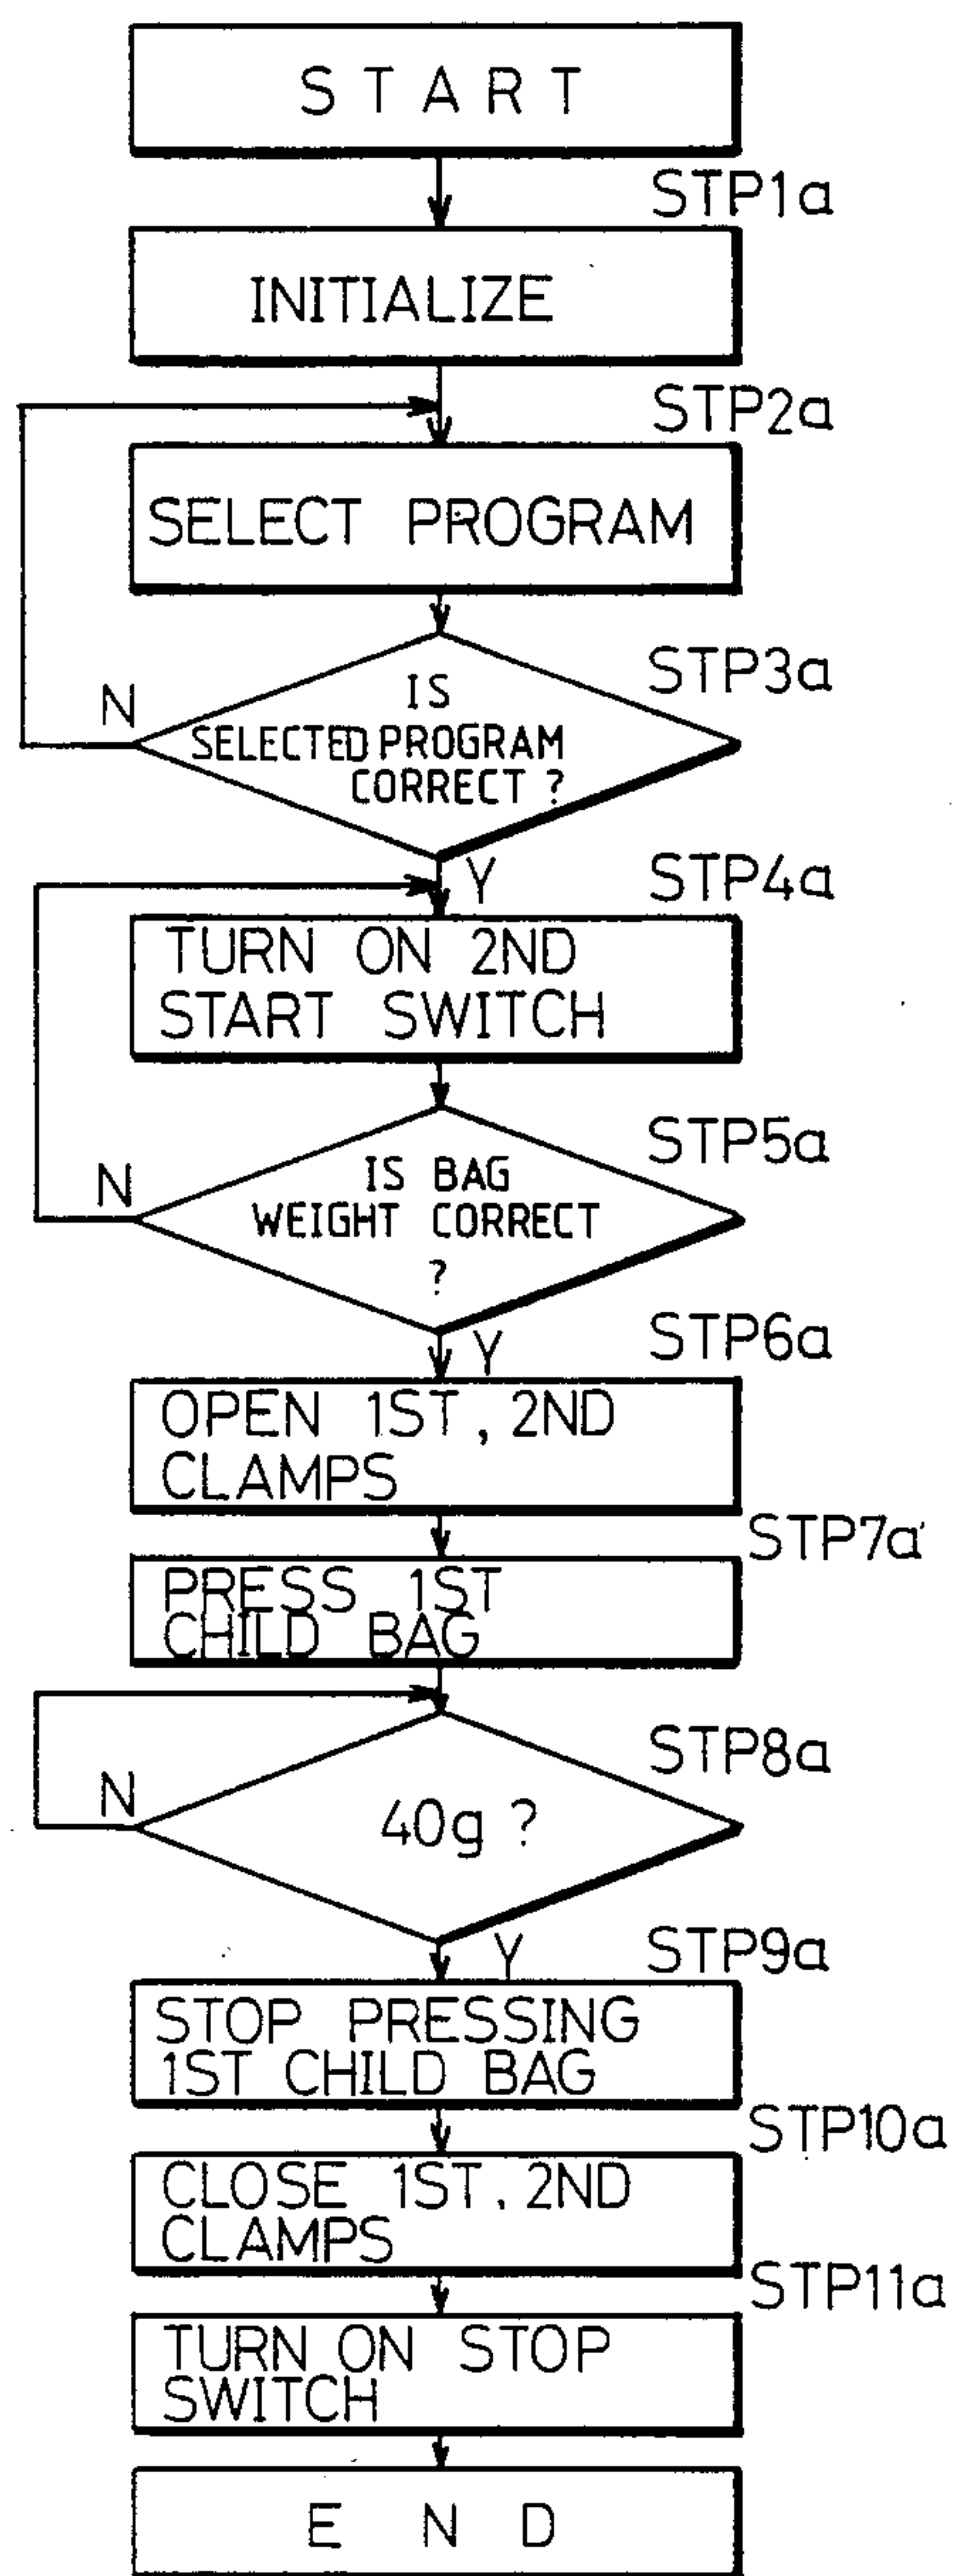 START
STP1a
INITIALIZE
STP2a
SELECT PROGRAM
STP3a
N
IS
SELECTED PROGRAM
CORRECT ?
Y
STP4a
TURN ON 2ND
START SWITCH
STP5a
N
IS BAG
WEIGHT CORRECT
?
Y
STP6a
OPEN 1ST, 2ND
CLAMPS
STP7a
PRESS 1ST
CHILD BAG
STP8a
N
40g ?
Y
STP9a
STOP PRESSING
1ST CHILD BAG
STP10a
CLOSE 1ST. 2ND
CLAMPS
STP11a
TURN ON STOP
SWITCH
END